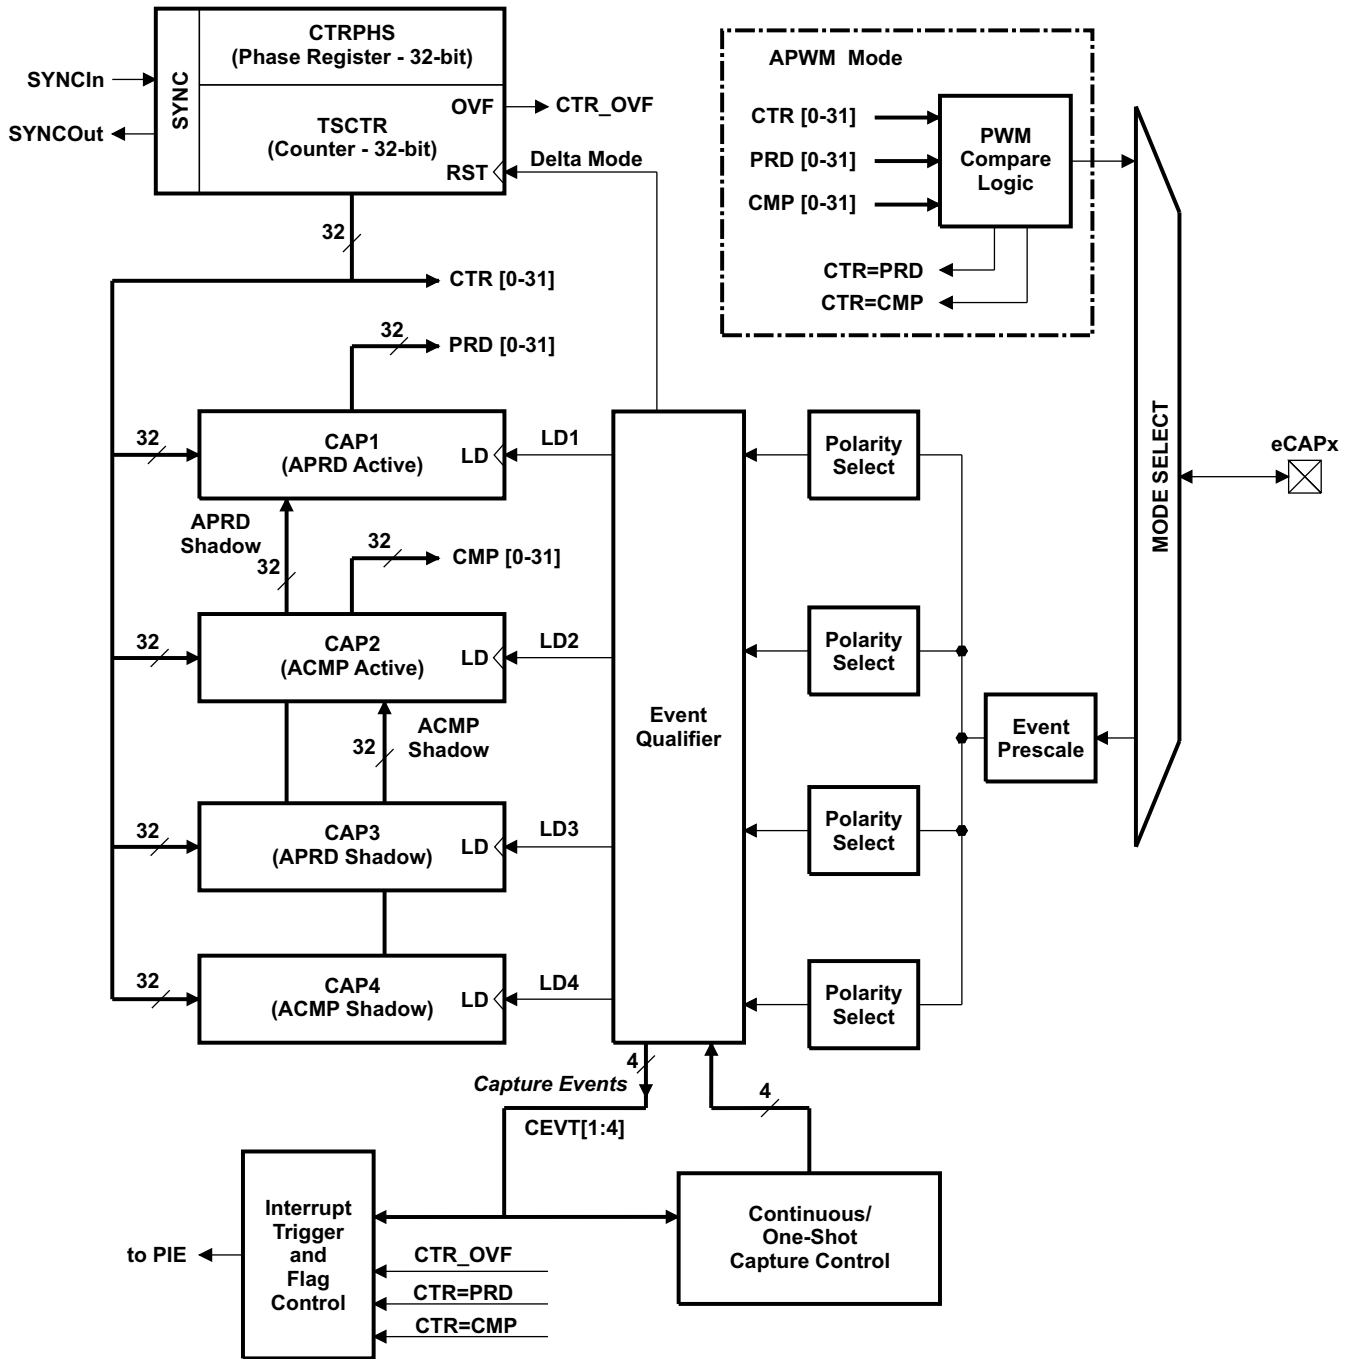 CTRPHS
(Phase Register - 32-bit)
SYNC
SYNCIn
SYNCOut
OVF
CTR_OVF
TSCTR
(Counter - 32-bit)
RST
Delta Mode
32
CTR [0-31]
32
PRD [0-31]
APWM Mode
CTR [0-31]
PRD [0-31]
CMP [0-31]
PWM
Compare
Logic
CTR=PRD
CTR=CMP
MODE SELECT
eCAPx
32
CAP1
(APRD Active)
LD
LD1
Polarity
Select
APRD
Shadow
32
32
CMP [0-31]
32
CAP2
(ACMP Active)
LD
LD2
Polarity
Select
ACMP
Shadow
32
Event
Qualifier
Event
Prescale
32
CAP3
(APRD Shadow)
LD
LD3
Polarity
Select
32
CAP4
(ACMP Shadow)
LD
LD4
Polarity
Select
4
Capture Events
CEVT[1:4]
4
Interrupt
Trigger
and
Flag
Control
to PIE
CTR_OVF
CTR=PRD
CTR=CMP
Continuous/
One-Shot
Capture Control